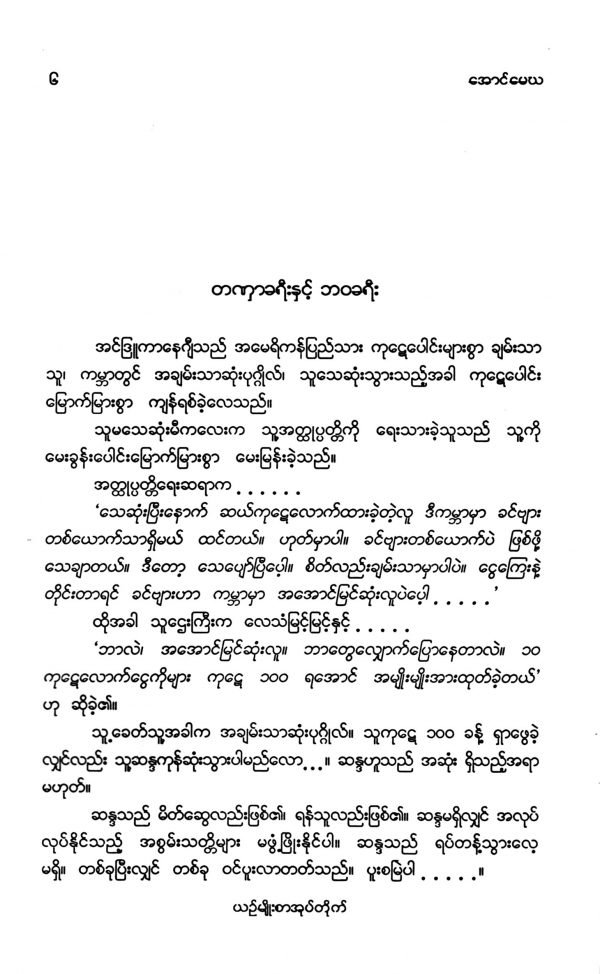 ၆
အောင်မေဃ
တဏှာခရီးနှင့် ဘဝခရီး
အင်ဒြူကာနေဂျီသည် အမေရိကန်ပြည်သား ကုဋေပေါင်းများစွာ ချမ်းသာ
သူ၊ ကမ္ဘာတွင် အချမ်းသာဆုံးပုဂ္ဂိုလ်၊ သူသေဆုံးသွားသည့်အခါ ကုဋေပေါင်း
မြောက်မြားစွာ ကျန်ရစ်ခဲ့လေသည်။
သူမသေဆုံးမီကလေးက သူ့အတ္ထုပ္ပတ္တိကို ရေးသားခဲ့သူသည် သူ့ကို
မေးခွန်းပေါင်းမြောက်မြားစွာ မေးမြန်းခဲ့သည်။
အတ္ထုပ္ပတ္တိရေးဆရာက . . . . . .
‘သေဆုံးပြီးနောက် ဆယ်ကုဋေလောက်ထားခဲ့တဲ့လူ ဒီကမ္ဘာမှာ ခင်ဗျား
တစ်ယောက်သာရှိမယ် ထင်တယ်။ ဟုတ်မှာပါ။ ခင်ဗျားတစ်ယောက်ပဲ ဖြစ်ဖို့
သေချာတယ်။ ဒီတော့ သေပျော်ပြီပေ့ါ။ စိတ်လည်းချမ်းသာမှာပါပဲ။ ငွေကြေးနဲ့
တိုင်းတာရင် ခင်ဗျားဟာ ကမ္ဘာမှာ အအောင်မြင်ဆုံးလူပဲပေ့ါ . . . . . ’
ထိုအခါ သူဌေးကြီးက လေသံမြင့်မြင့်နှင့် . . . . .
‘ဘာလဲ၊ အအောင်မြင်ဆုံးလူ။ ဘာတွေလျှောက်ပြောနေတာလဲ။ ၁၀
ကုဋေလောက်ငွေကိုများ ကုဋေ ၁၀၀ ရအောင် အမျိုးမျိုးအားထုတ်ခဲ့တယ်’
ဟု ဆိုခဲ့၏။
သူ့ခေတ်သူ့အခါက အချမ်းသာဆုံးပုဂ္ဂိုလ်။ သူကုဋေ ၁၀၀ ခန့် ရှာဖွေခဲ့
လျှင်လည်း သူ့ဆန္ဒကုန်ဆုံးသွားပါမည်လော . . .။ ဆန္ဒဟူသည် အဆုံး ရှိသည့်အရာ
မဟုတ်။
ဆန္ဒသည် မိတ်ဆွေလည်းဖြစ်၏၊ ရန်သူလည်းဖြစ်၏။ ဆန္ဒမရှိလျှင် အလုပ်
လုပ်နိုင်သည့် အစွမ်းသတ္တိများ မဖွံ့ဖြိုးနိုင်ပါ။ ဆန္ဒသည် ရပ်တန့်သွားလေ့
မရှိ။ တစ်ခုပြီးလျှင် တစ်ခု ဝင်ပူးလာတတ်သည်။ ပူးစမြဲပါ . . . . . ။
ယဉ်မျိုးစာအုပ်တိုက်